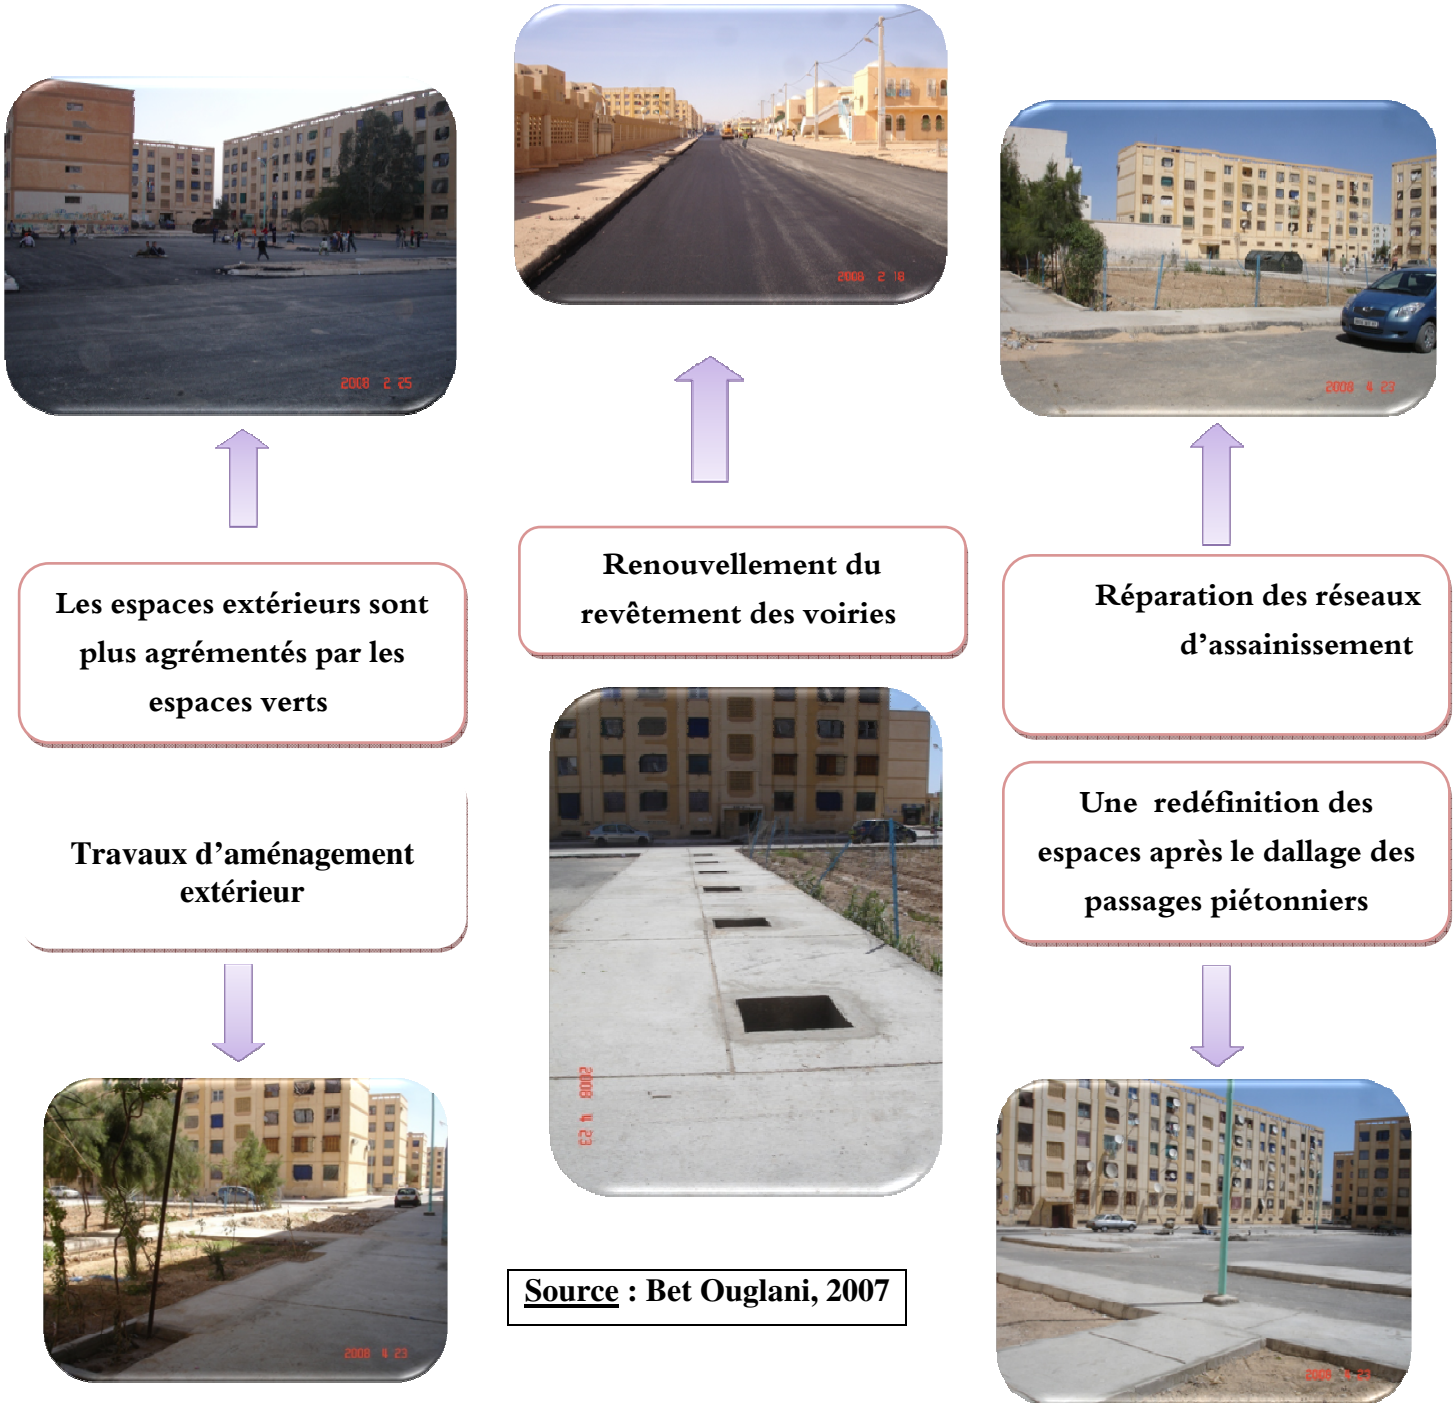 2008 2 25
2008 2 18
2008 4 23
Les espaces extérieurs sont
plus agrémentés par les
espaces verts
Renouvellement du
revêtement des voiries
Réparation des réseaux
d’assainissement
Travaux d’aménagement
extérieur
Une redéfinition des
espaces après le dallage des
passages piétonniers
2008 4 23
2008 4 23
2008 4 23
Source : Bet Ouglani, 2007